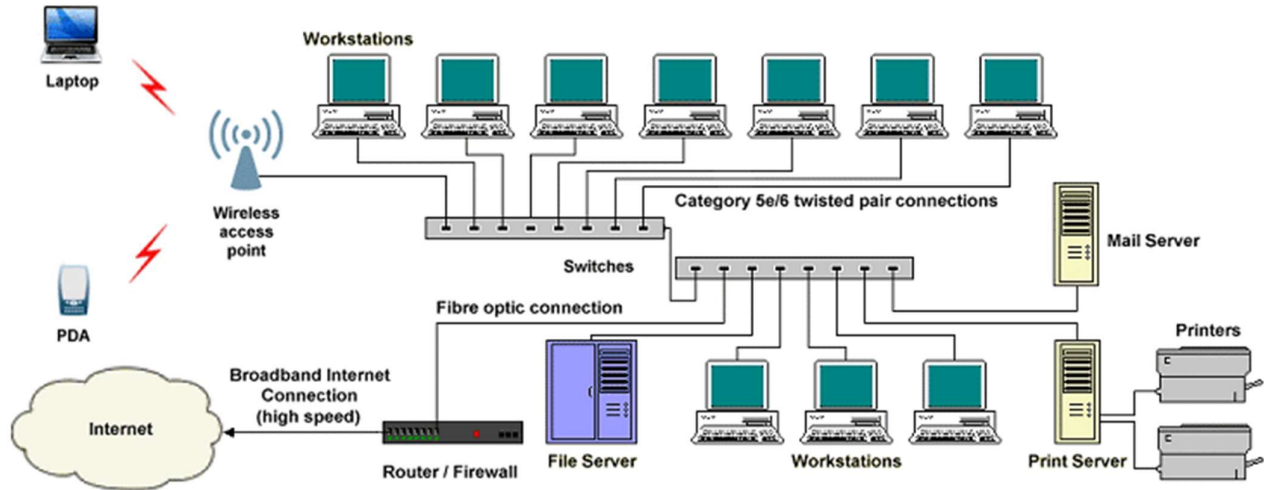 Workstations
Laptop
Wireless
access
point
Category 5e/6 twisted pair connections
Mail Server
Switches
Fibre optic connection
PDA
Printers
Broadband Internet
Connection
(high speed)
Internet
Router / Firewall
File Server
Workstations
Print Server